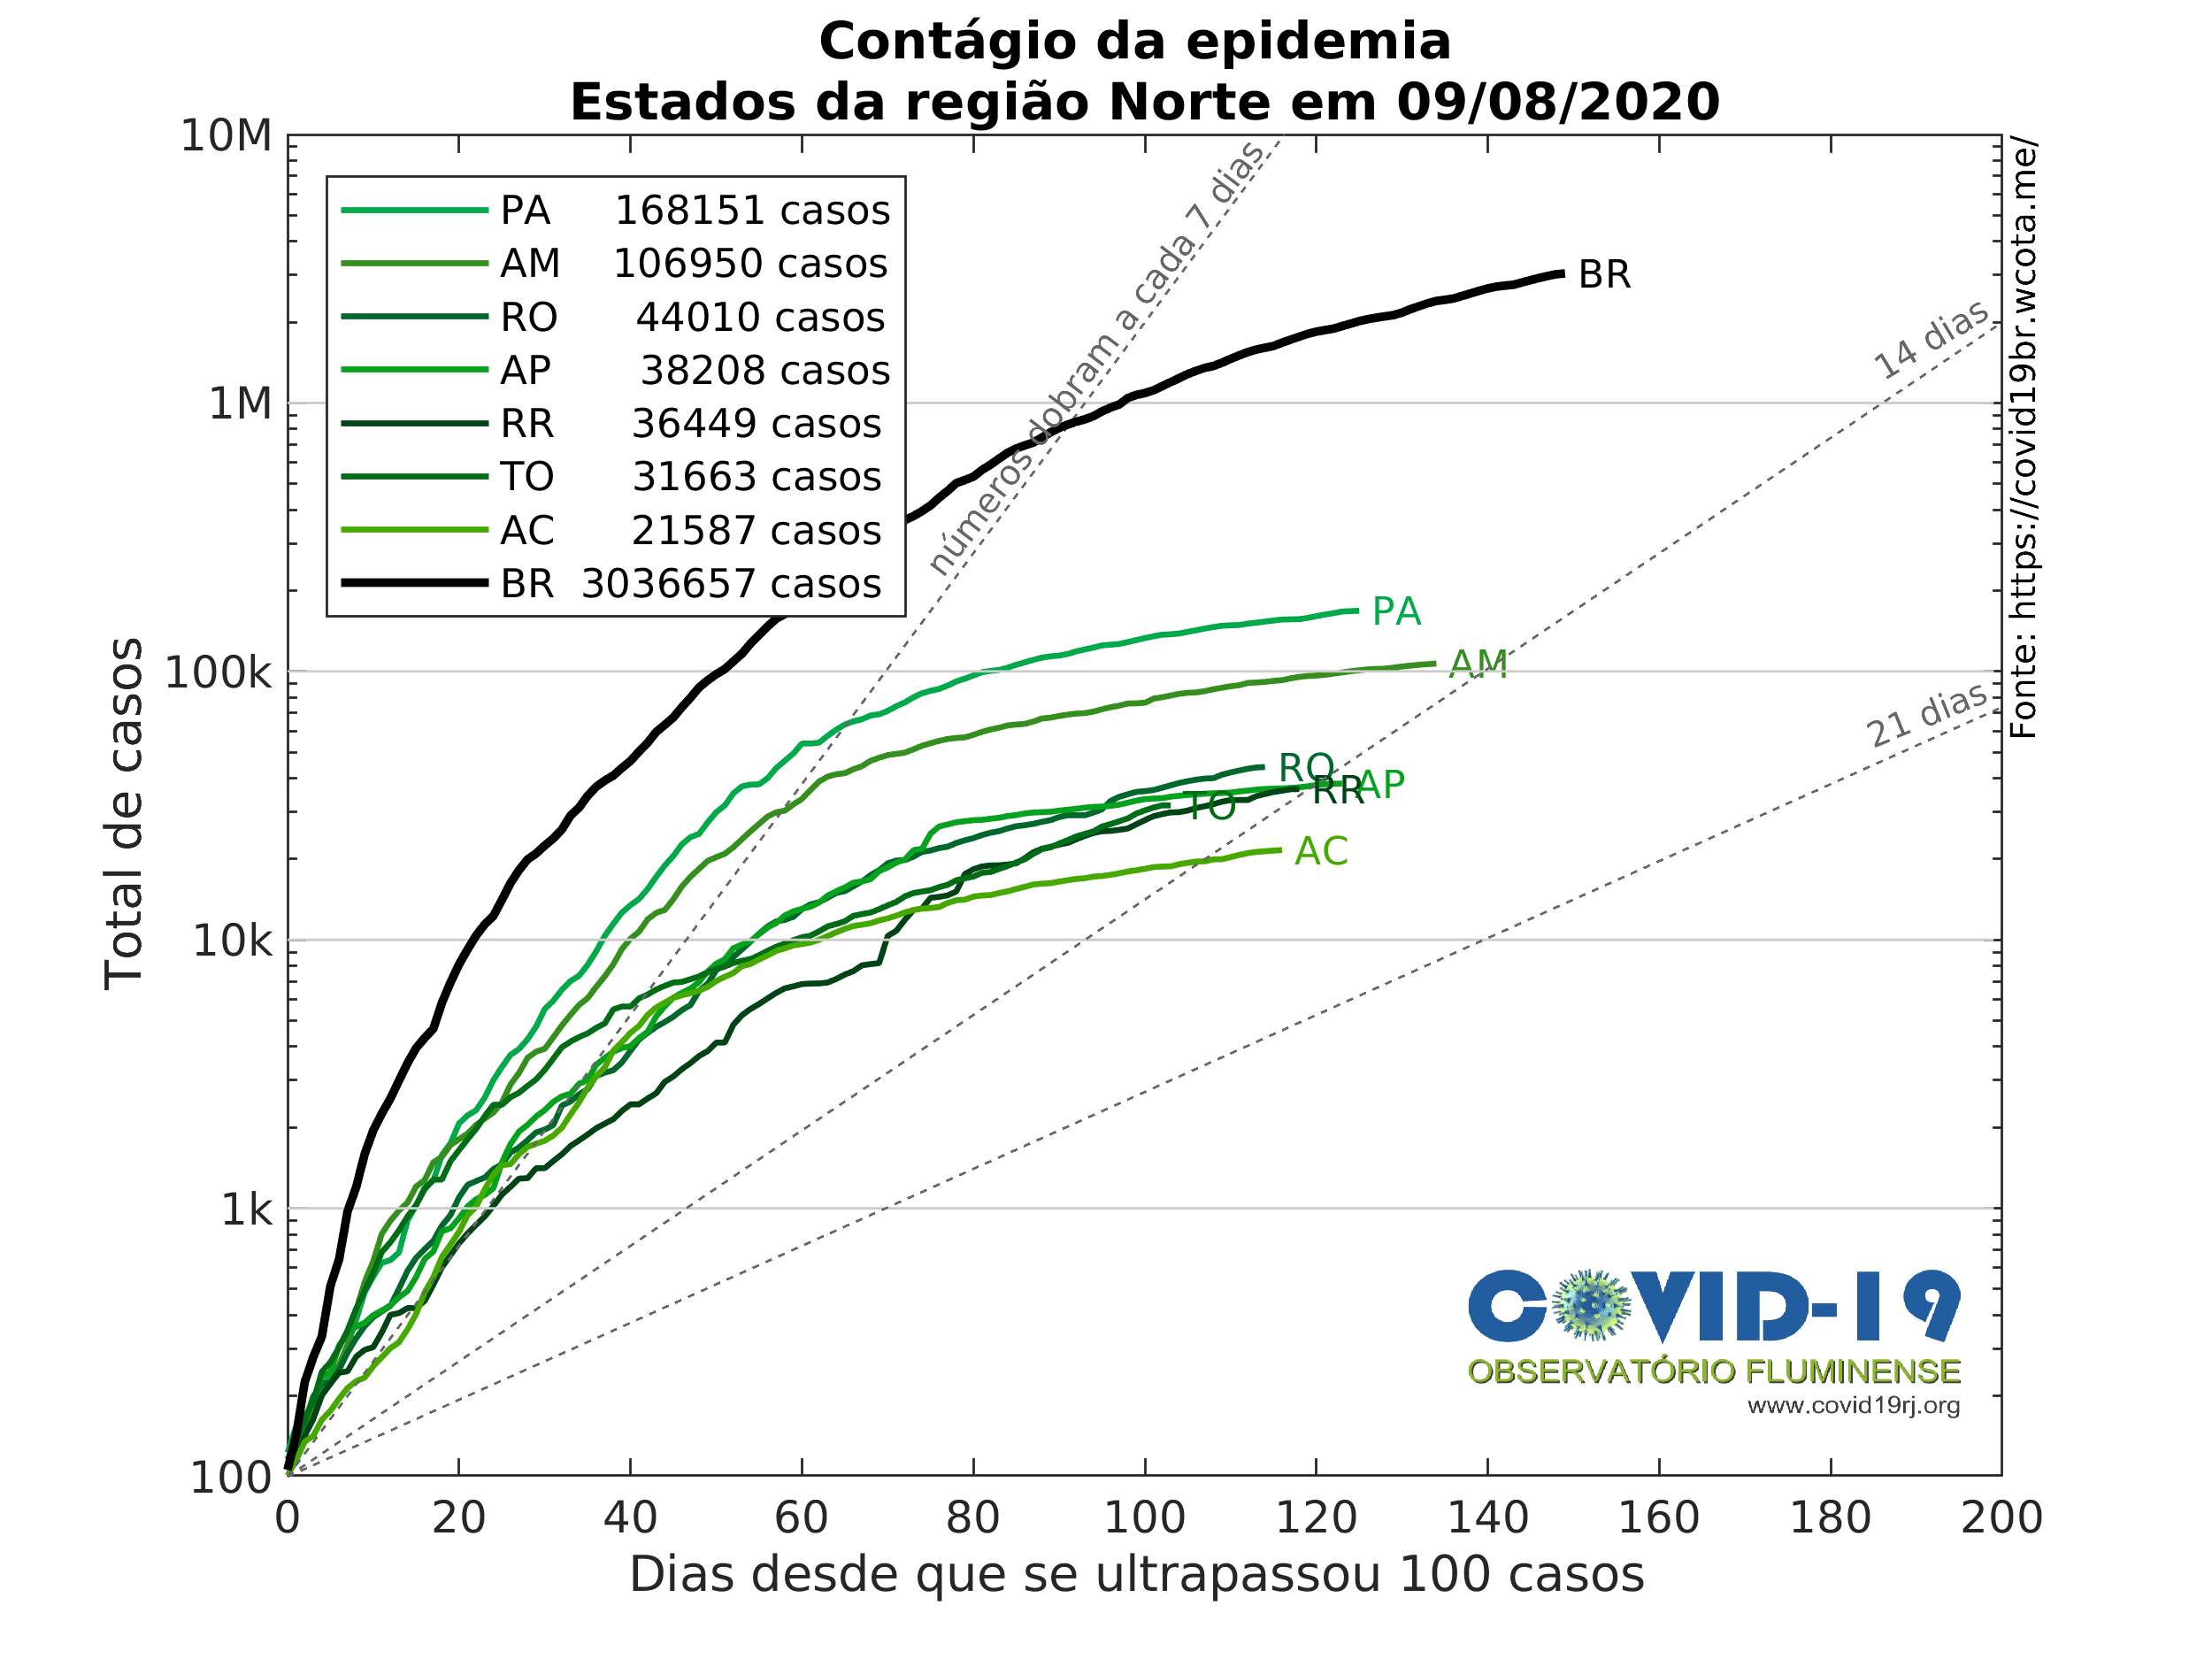 Contágio da epidemia
Estados da região Norte em 09/08/2020
10M
1M
100k
10k
1k
100
Total de casos
PA 168151 casos
AM 106950 casos
RO 44010 casos
AP 38208 casos
RR 36449 casos
TO 31663 casos
AC 21587 casos
BR 3036657 casos
números dobram a cada 7 dias
14 dias
21 dias
BR
PA
AM
RO
AP
RR
TO
AC
Fonte: https://covid19br.wcota.me/
COVID-19
OBSERVATÓRIO FLUMINENSE
www.covid19rj.org
0 20 40 60 80 100 120 140 160 180 200
Dias desde que se ultrapassou 100 casos